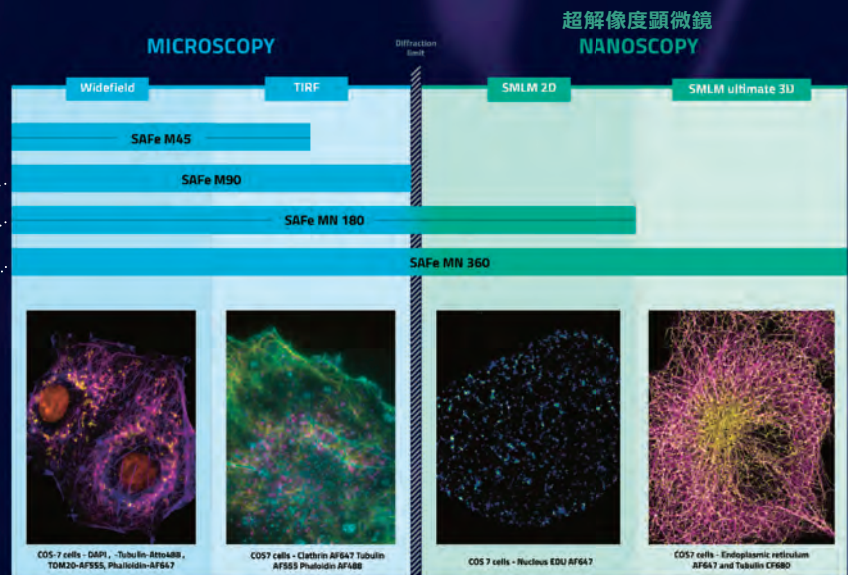 超解像度顯微鏡
MICROSCOPY
Diffraction
limit
NANOSCOPY
Widefield
TIRF
SMLM 2D
SMLM ultimate 3D
SAFe M45
SAFe M90
SAFe MN 180
SAFe MN 360
COS-7 cells - DAPI, -Tubulin-Atto488,
TOM20-AF555, Phalloidin-AF647
COS7 cells - Clathrin AF647 Tubulin
AF555 Phaloidin AF488
COS 7 cells - Nucleus EDU AF647
COS7 cells - Endoplasmic reticulum
AF647 and Tubulin CF680